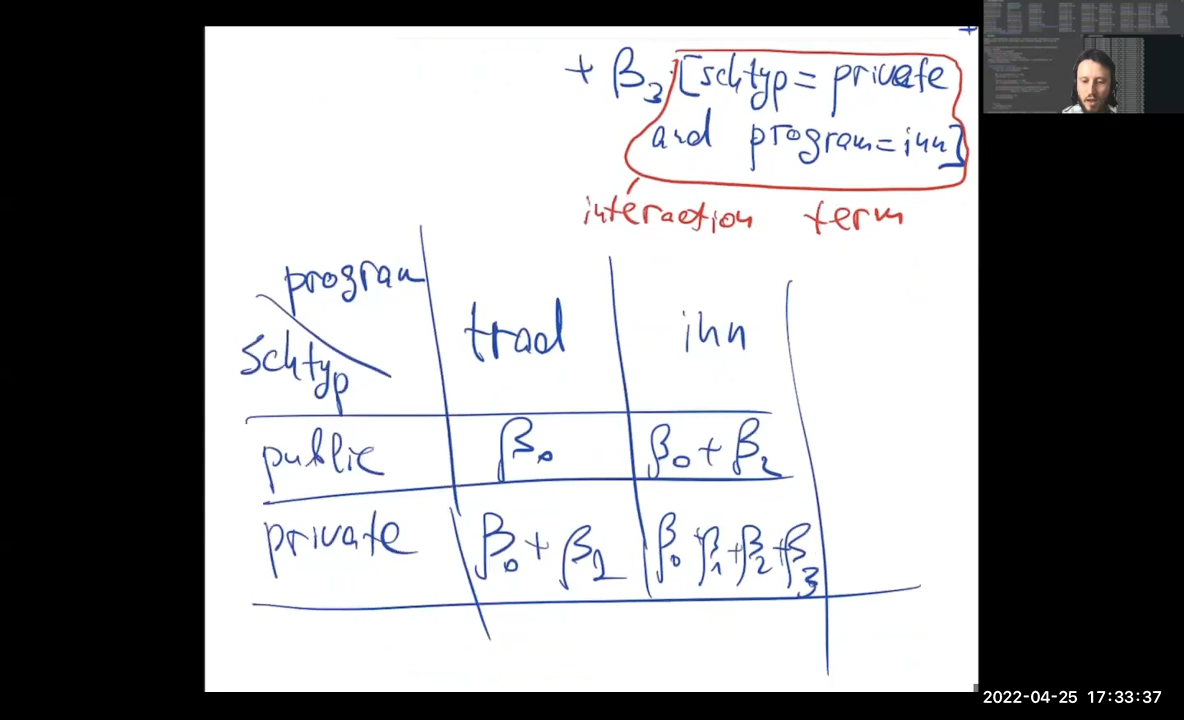 + β₃ [schtyp = private
and program = inn]
interaction term
program
schtyp
trad inn
public β₀ β₀ + β₂
private β₀ + β₁ β₀ + β₁ + β₂ + β₃
2022-04-25 17:33:37